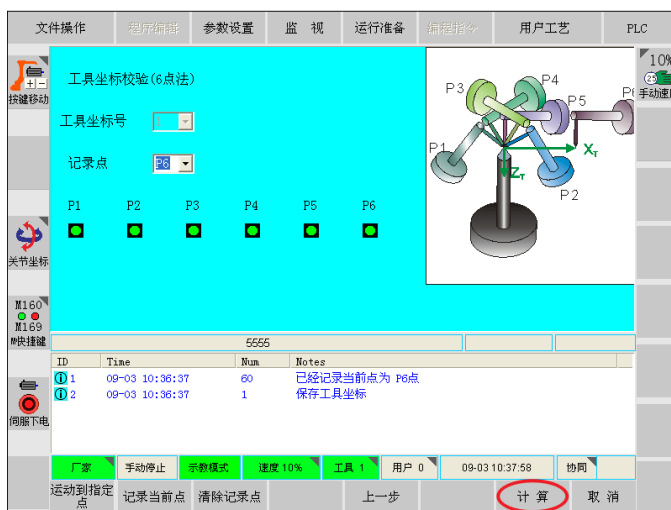 文件操作 程序编辑 参数设置 监 视 运行准备 编程指令 用户工艺 PLC
按键移动
关节坐标
M160
M169
M快捷键
伺服下电
工具坐标校验(6点法)
工具坐标号 1
记录点 P6
P1 P2 P3 P4 P5 P6
P3 P4 P5 P1 P2
X_T
Z_T
10%
手动速
5555
ID Time Num Notes
1 09-03 10:36:37 60 已经记录当前点为 P6点
2 09-03 10:36:37 1 保存工具坐标
厂家 手动停止 示教模式 速度 10% 工具 1 用户 0 09-03 10:37:58 协同
运动到指定点 记录当前点 清除记录点 上一步 计 算 取 消